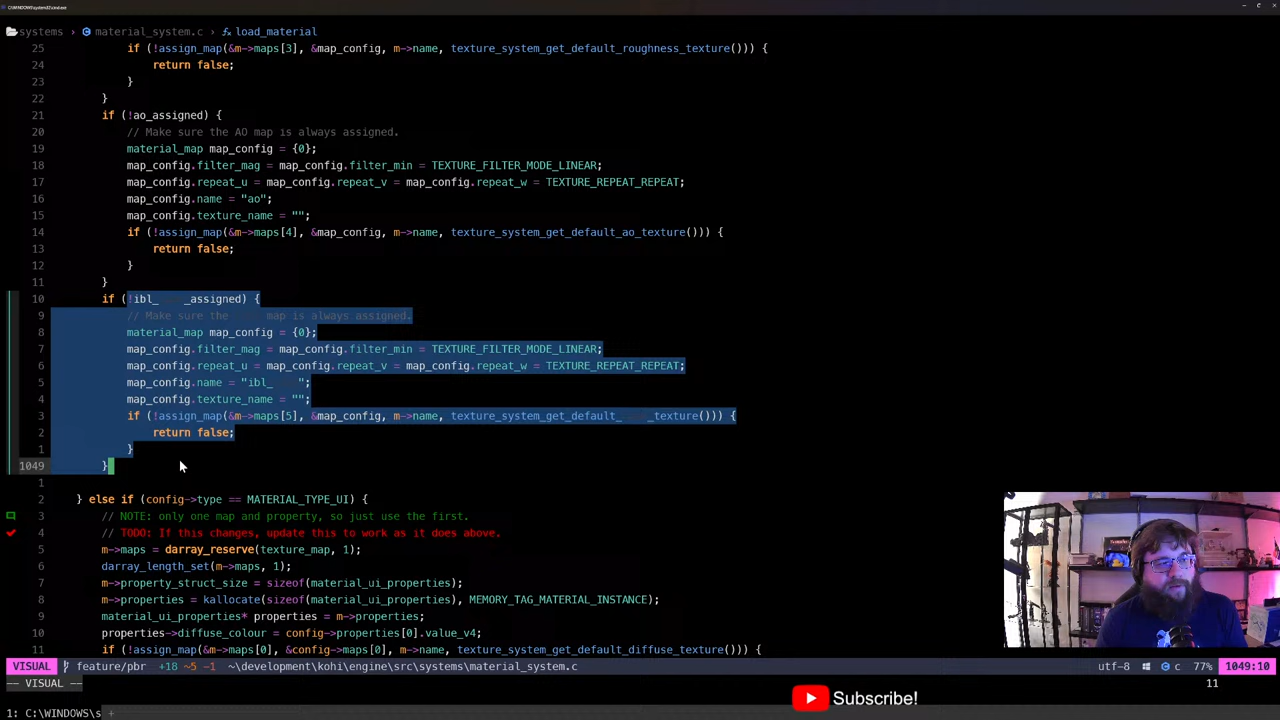 C:\WINDOWS\system32\cmd.exe
systems > material_system.c > load_material
25 if (!assign_map(&m->maps[3], &map_config, m->name, texture_system_get_default_roughness_texture())) {
24 return false;
23 }
22 }
21 if (!ao_assigned) {
20 // Make sure the AO map is always assigned.
19 material_map map_config = {0};
18 map_config.filter_mag = map_config.filter_min = TEXTURE_FILTER_MODE_LINEAR;
17 map_config.repeat_u = map_config.repeat_v = map_config.repeat_w = TEXTURE_REPEAT_REPEAT;
16 map_config.name = "ao";
15 map_config.texture_name = "";
14 if (!assign_map(&m->maps[4], &map_config, m->name, texture_system_get_default_ao_texture())) {
13 return false;
12 }
11 }
10 if (!ibl_ _assigned) {
9 // Make sure the map is always assigned.
8 material_map map_config = {0};
7 map_config.filter_mag = map_config.filter_min = TEXTURE_FILTER_MODE_LINEAR;
6 map_config.repeat_u = map_config.repeat_v = map_config.repeat_w = TEXTURE_REPEAT_REPEAT;
5 map_config.name = "ibl_ ";
4 map_config.texture_name = "";
3 if (!assign_map(&m->maps[5], &map_config, m->name, texture_system_get_default_ _texture())) {
2 return false;
1 }
1049 }
1
2 } else if (config->type == MATERIAL_TYPE_UI) {
3 // NOTE: only one map and property, so just use the first.
4 // TODO: If this changes, update this to work as it does above.
5 m->maps = darray_reserve(texture_map, 1);
6 darray_length_set(m->maps, 1);
7 m->property_struct_size = sizeof(material_ui_properties);
8 m->properties = kallocate(sizeof(material_ui_properties), MEMORY_TAG_MATERIAL_INSTANCE);
9 material_ui_properties* properties = m->properties;
10 properties->diffuse_colour = config->properties[0].value_v4;
11 if (!assign_map(&m->maps[0], &config->maps[0], m->name, texture_system_get_default_diffuse_texture())) {
VISUAL feature/pbr +18 ~5 -1 ~\development\kohi\engine\src\systems\material_system.c utf-8 c 77% 1049:10
-- VISUAL -- 11
Subscribe!
1: C:\WINDOWS\s +